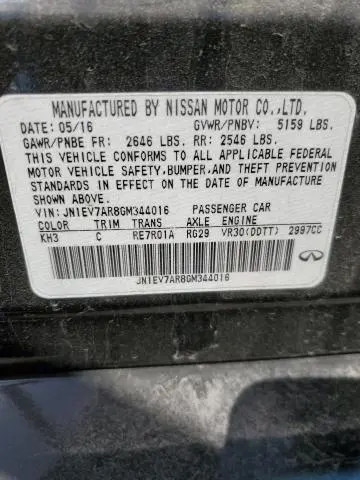 MANUFACTURED BY NISSAN MOTOR CO.,LTD.
DATE: 05/16 GVWR/PNBV: 5159 LBS.
GAWR/PNBE FR: 2646 LBS. RR: 2546 LBS.
THIS VEHICLE CONFORMS TO ALL APPLICABLE FEDERAL
MOTOR VEHICLE SAFETY,BUMPER,AND THEFT PREVENTION
STANDARDS IN EFFECT ON THE DATE OF MANUFACTURE
SHOWN ABOVE.
VIN: JN1EV7AR8GM344016 PASSENGER CAR
COLOR TRIM TRANS AXLE ENGINE
KH3 C RE7R01A RG29 VR30(DDTT) 2997CC
JN1EV7AR8GM344016